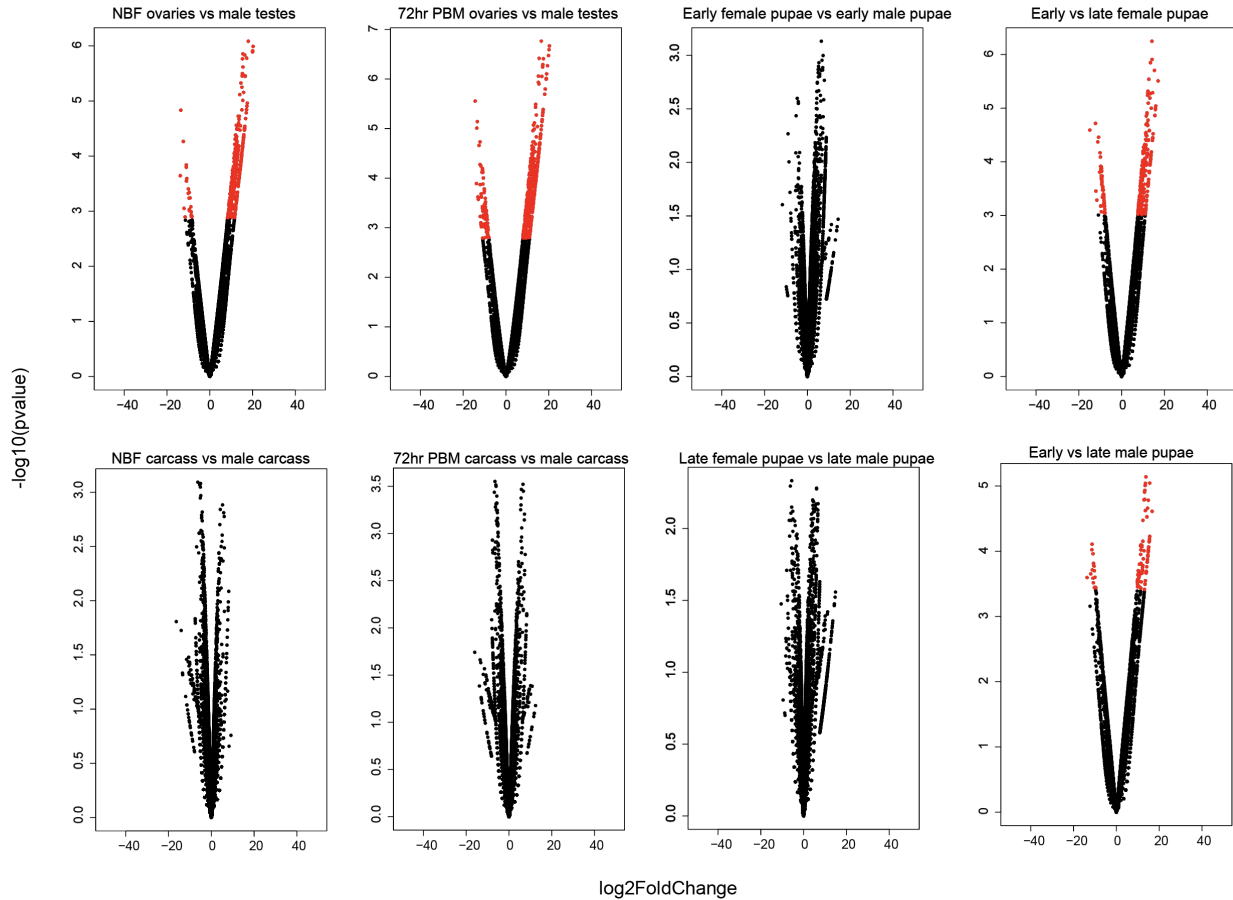 NBF ovaries vs male testes
72hr PBM ovaries vs male testes
Early female pupae vs early male pupae
Early vs late female pupae
0 1 2 3 4 5 6
−40 −20 0 20 40
0 1 2 3 4 5 6 7
−40 −20 0 20 40
0.0 0.5 1.0 1.5 2.0 2.5 3.0
−40 −20 0 20 40
0 1 2 3 4 5 6
−40 −20 0 20 40
-log10(pvalue)
NBF carcass vs male carcass
72hr PBM carcass vs male carcass
Late female pupae vs late male pupae
Early vs late male pupae
0.0 0.5 1.0 1.5 2.0 2.5 3.0
−40 −20 0 20 40
0.0 0.5 1.0 1.5 2.0 2.5 3.0 3.5
−40 −20 0 20 40
0.0 0.5 1.0 1.5 2.0
−40 −20 0 20 40
0 1 2 3 4 5
−40 −20 0 20 40
log2FoldChange